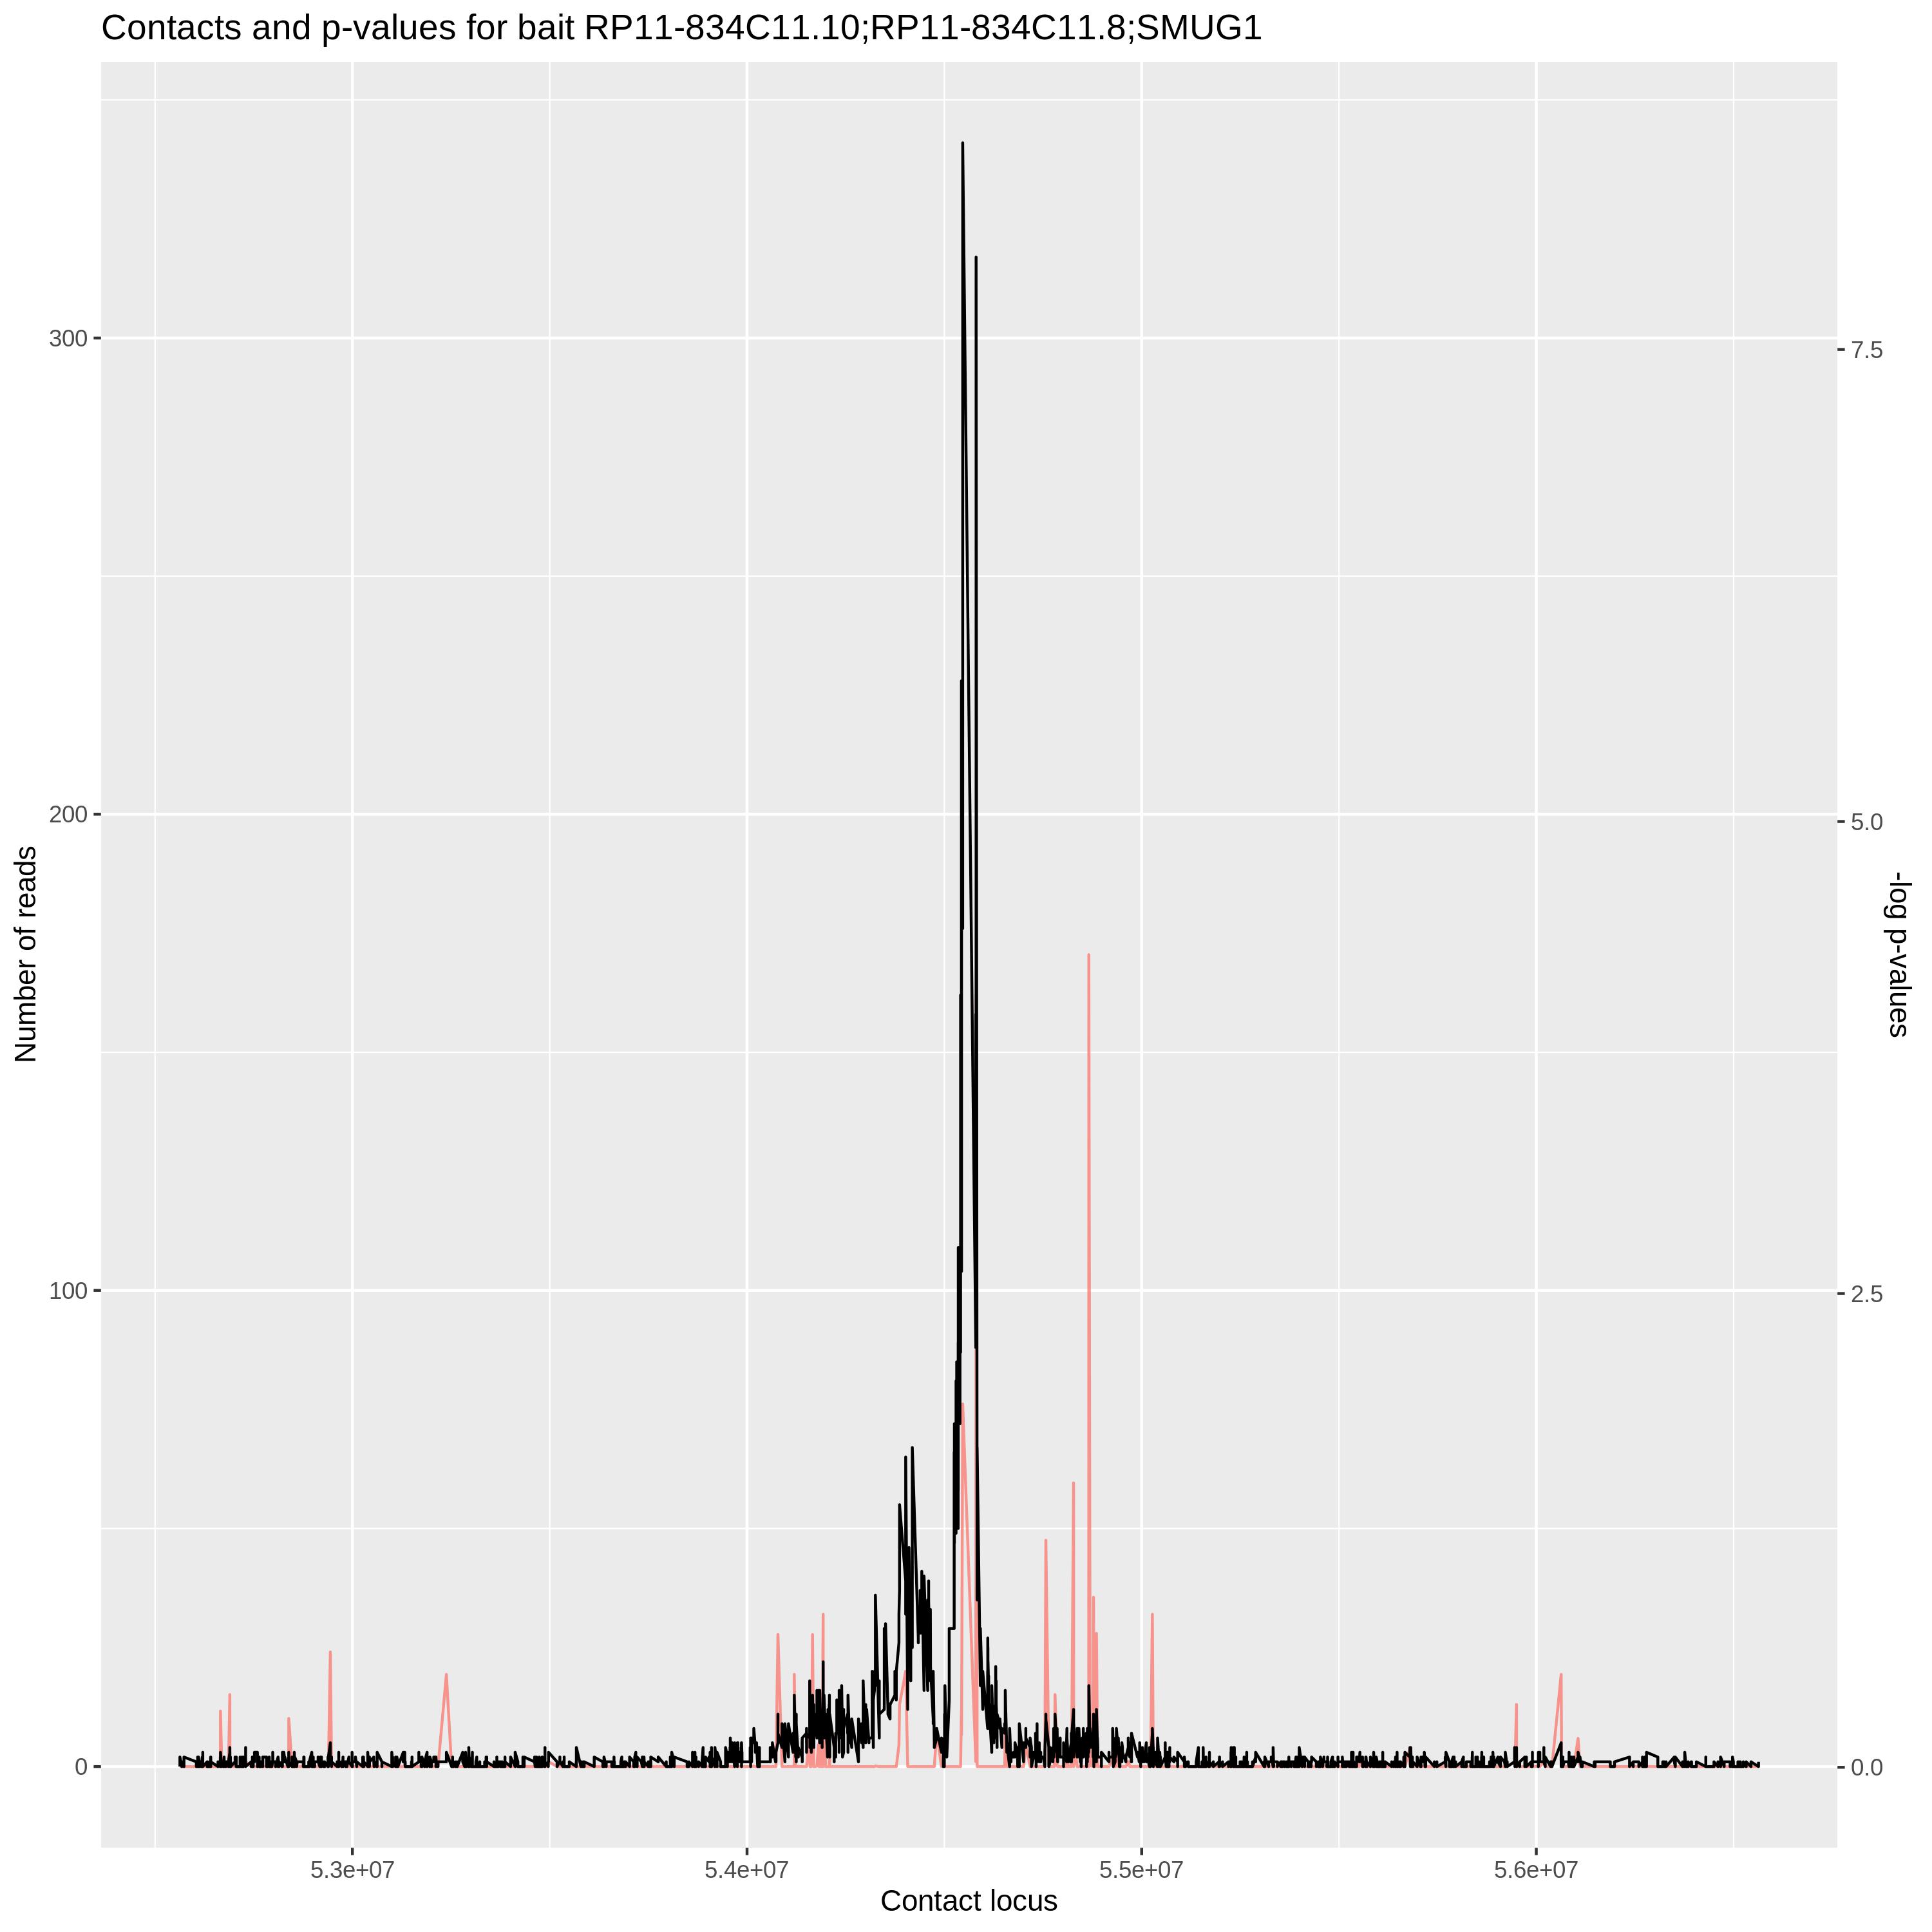 Contacts and p-values for bait RP11-834C11.10;RP11-834C11.8;SMUG1
300
200
100
0
Number of reads
7.5
5.0
2.5
0.0
-log p-values
5.3e+07
5.4e+07
5.5e+07
5.6e+07
Contact locus